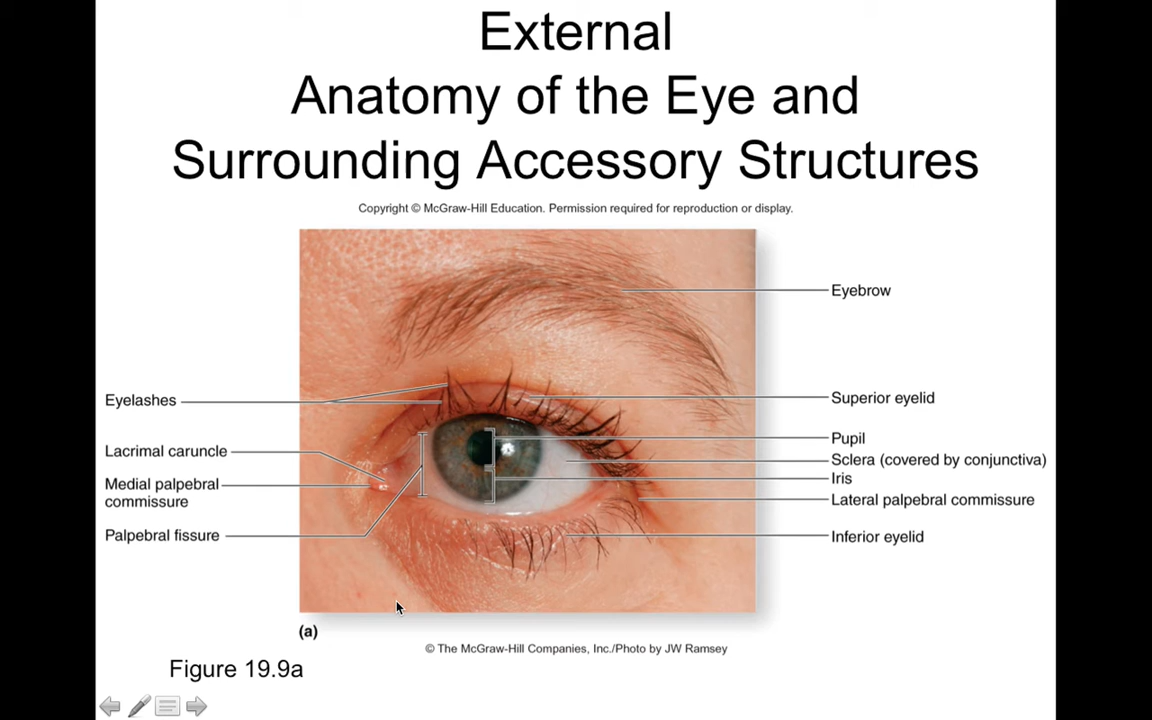 External
Anatomy of the Eye and
Surrounding Accessory Structures
Copyright © McGraw-Hill Education. Permission required for reproduction or display.
Eyebrow
Eyelashes
Lacrimal caruncle
Medial palpebral
commissure
Palpebral fissure
Superior eyelid
Pupil
Sclera (covered by conjunctiva)
Iris
Lateral palpebral commissure
Inferior eyelid
(a)
© The McGraw-Hill Companies, Inc./Photo by JW Ramsey
Figure 19.9a